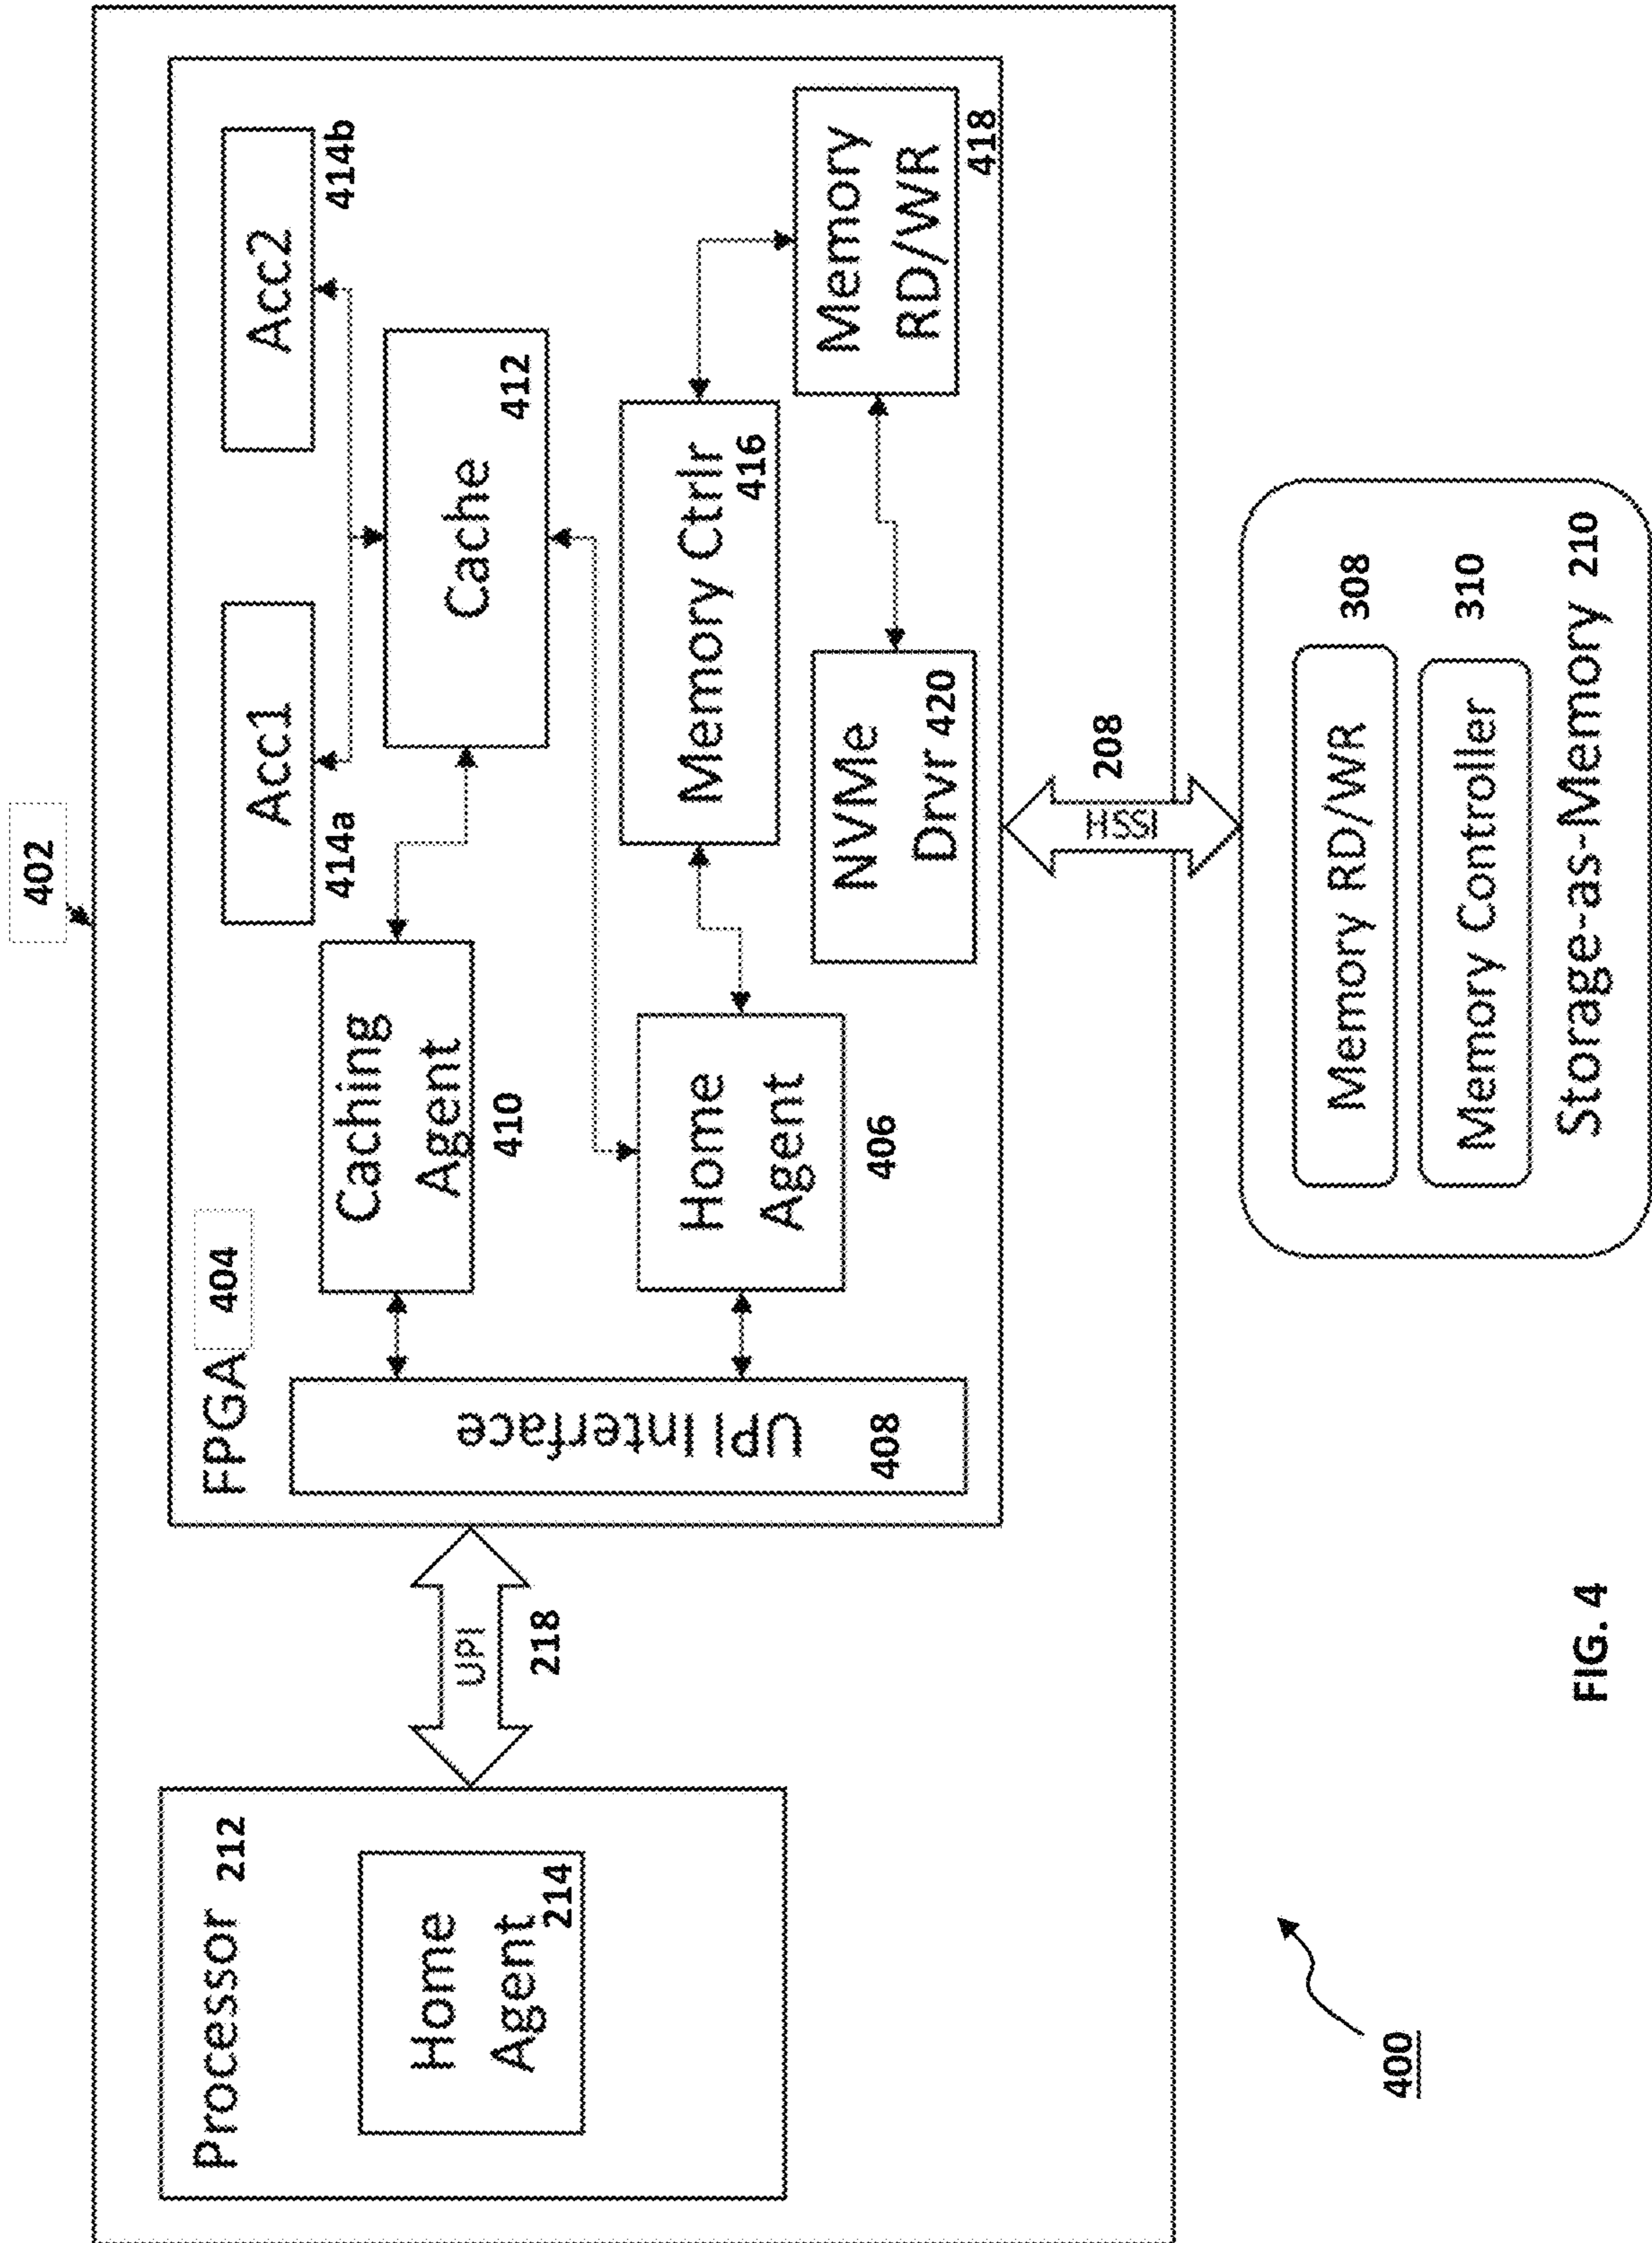 402
Processor 212
Home
Agent
214
UPI
218
FPGA 404
UPI Interface
408
Caching
Agent
410
Home
Agent
406
Acc1
414a
Acc2
414b
Cache
412
Memory Ctrlr
416
NVMe
Drvr 420
Memory
RD/WR
418
HSSI
208
Memory RD/WR
308
Memory Controller
310
Storage-as-Memory 210
400
FIG. 4